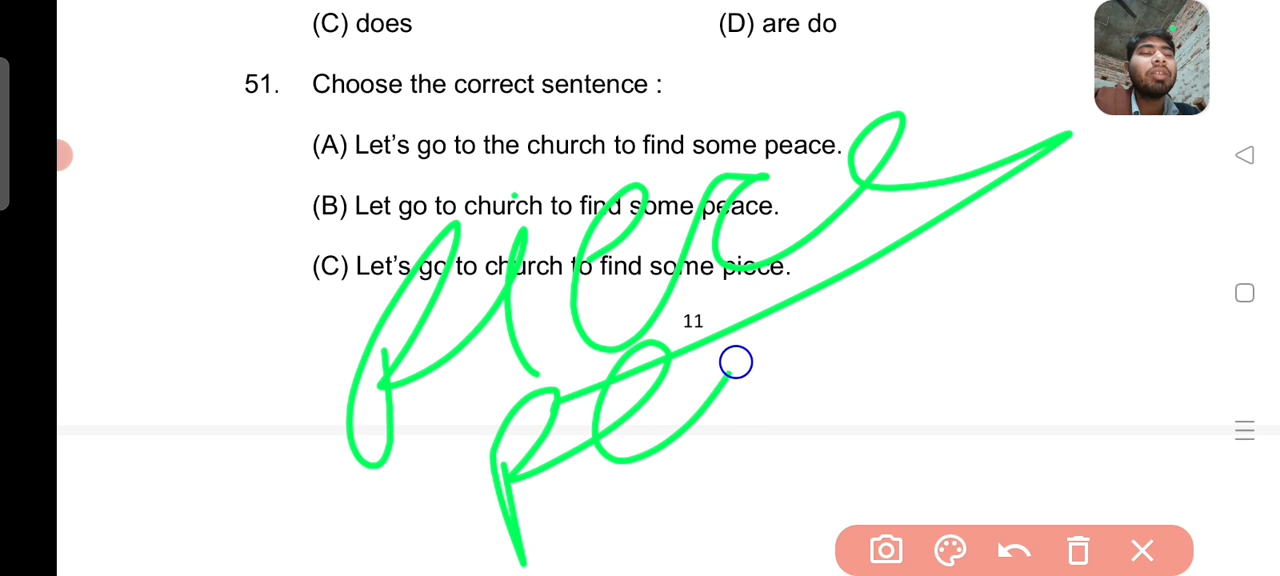 (C) does (D) are do
51. Choose the correct sentence :
(A) Let's go to the church to find some peace.
(B) Let go to church to find some peace.
(C) Let's go to church to find some piece.
piece
11
pe